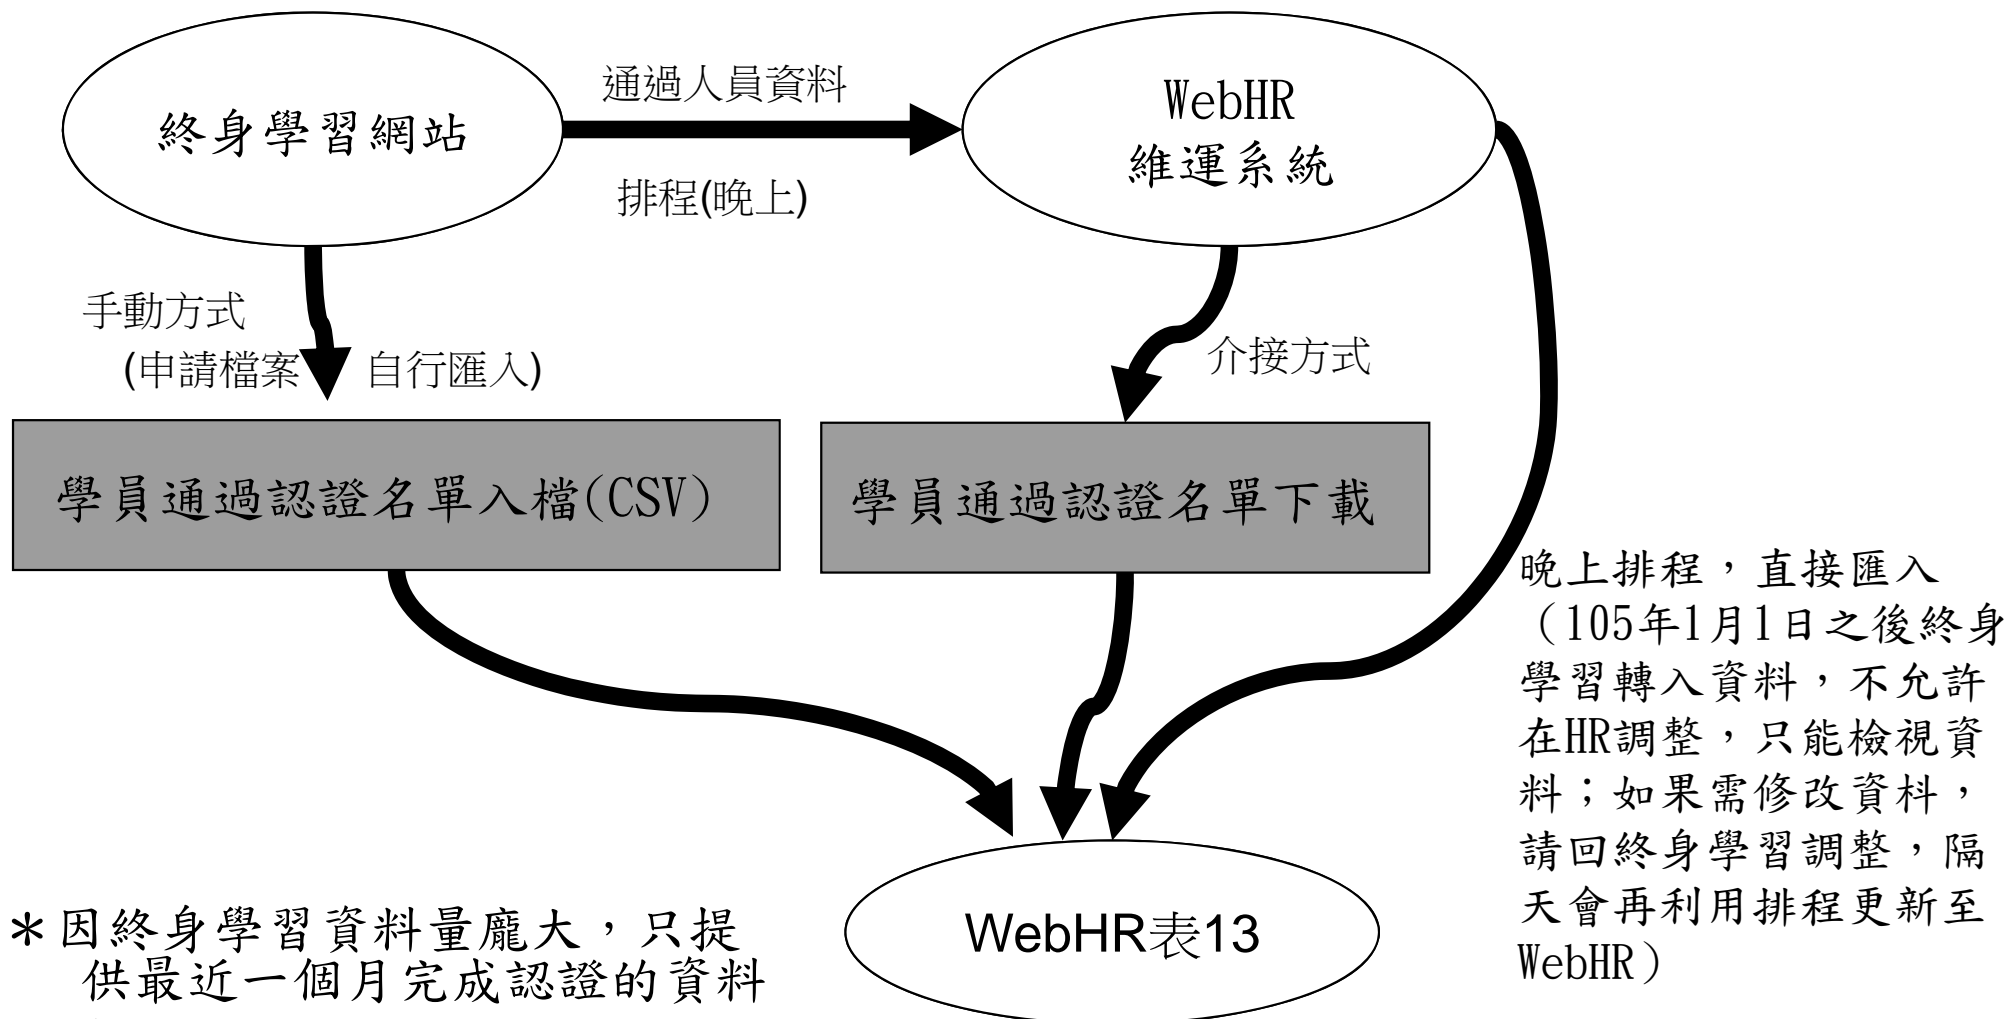 終身學習網站
通過人員資料
排程(晚上)
WebHR
維運系統
手動方式
(申請檔案 自行匯入)
介接方式
學員通過認證名單入檔(CSV)
學員通過認證名單下載
晚上排程，直接匯入
（105年1月1日之後終身
學習轉入資料，不允許
在HR調整，只能檢視資
料；如果需修改資枓，
請回終身學習調整，隔
天會再利用排程更新至
WebHR）
WebHR表13
＊因終身學習資料量龐大，只提
供最近一個月完成認證的資料